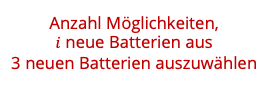 Anzahl Möglichkeiten,
i neue Batterien aus
3 neuen Batterien auszuwählen